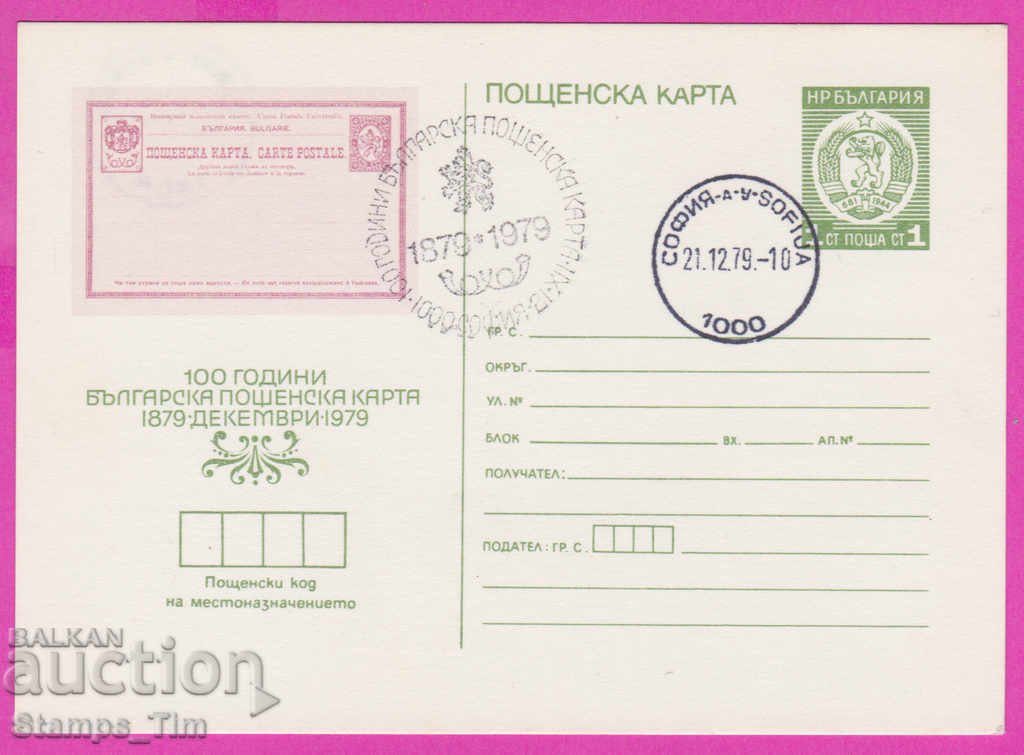 ПОЩЕНСКА КАРТА
НР БЪЛГАРИЯ
681 1944
СТ ПОЩА СТ 1
БЪЛГАРИЯ. BULGARIE.
ПОЩЕНСКА КАРТА. CARTE POSTALE.
100 ГОДИНИ БЪЛГАРСКА ПОЩЕНСКА КАРТА
1879*1979
СОФИЯ-А-У-SOFIJA
21.12.79.-10
1000
ГР. С.
ОКРЪГ.
УЛ. №
БЛОК ВХ. АП. №
ПОЛУЧАТЕЛ:
ПОДАТЕЛ: ГР. С.
100 ГОДИНИ
БЪЛГАРСКА ПОЩЕНСКА КАРТА
1879·ДЕКЕМВРИ·1979
Пощенски код
на местоназначението
BALKAN
auction
Stamps_Tim